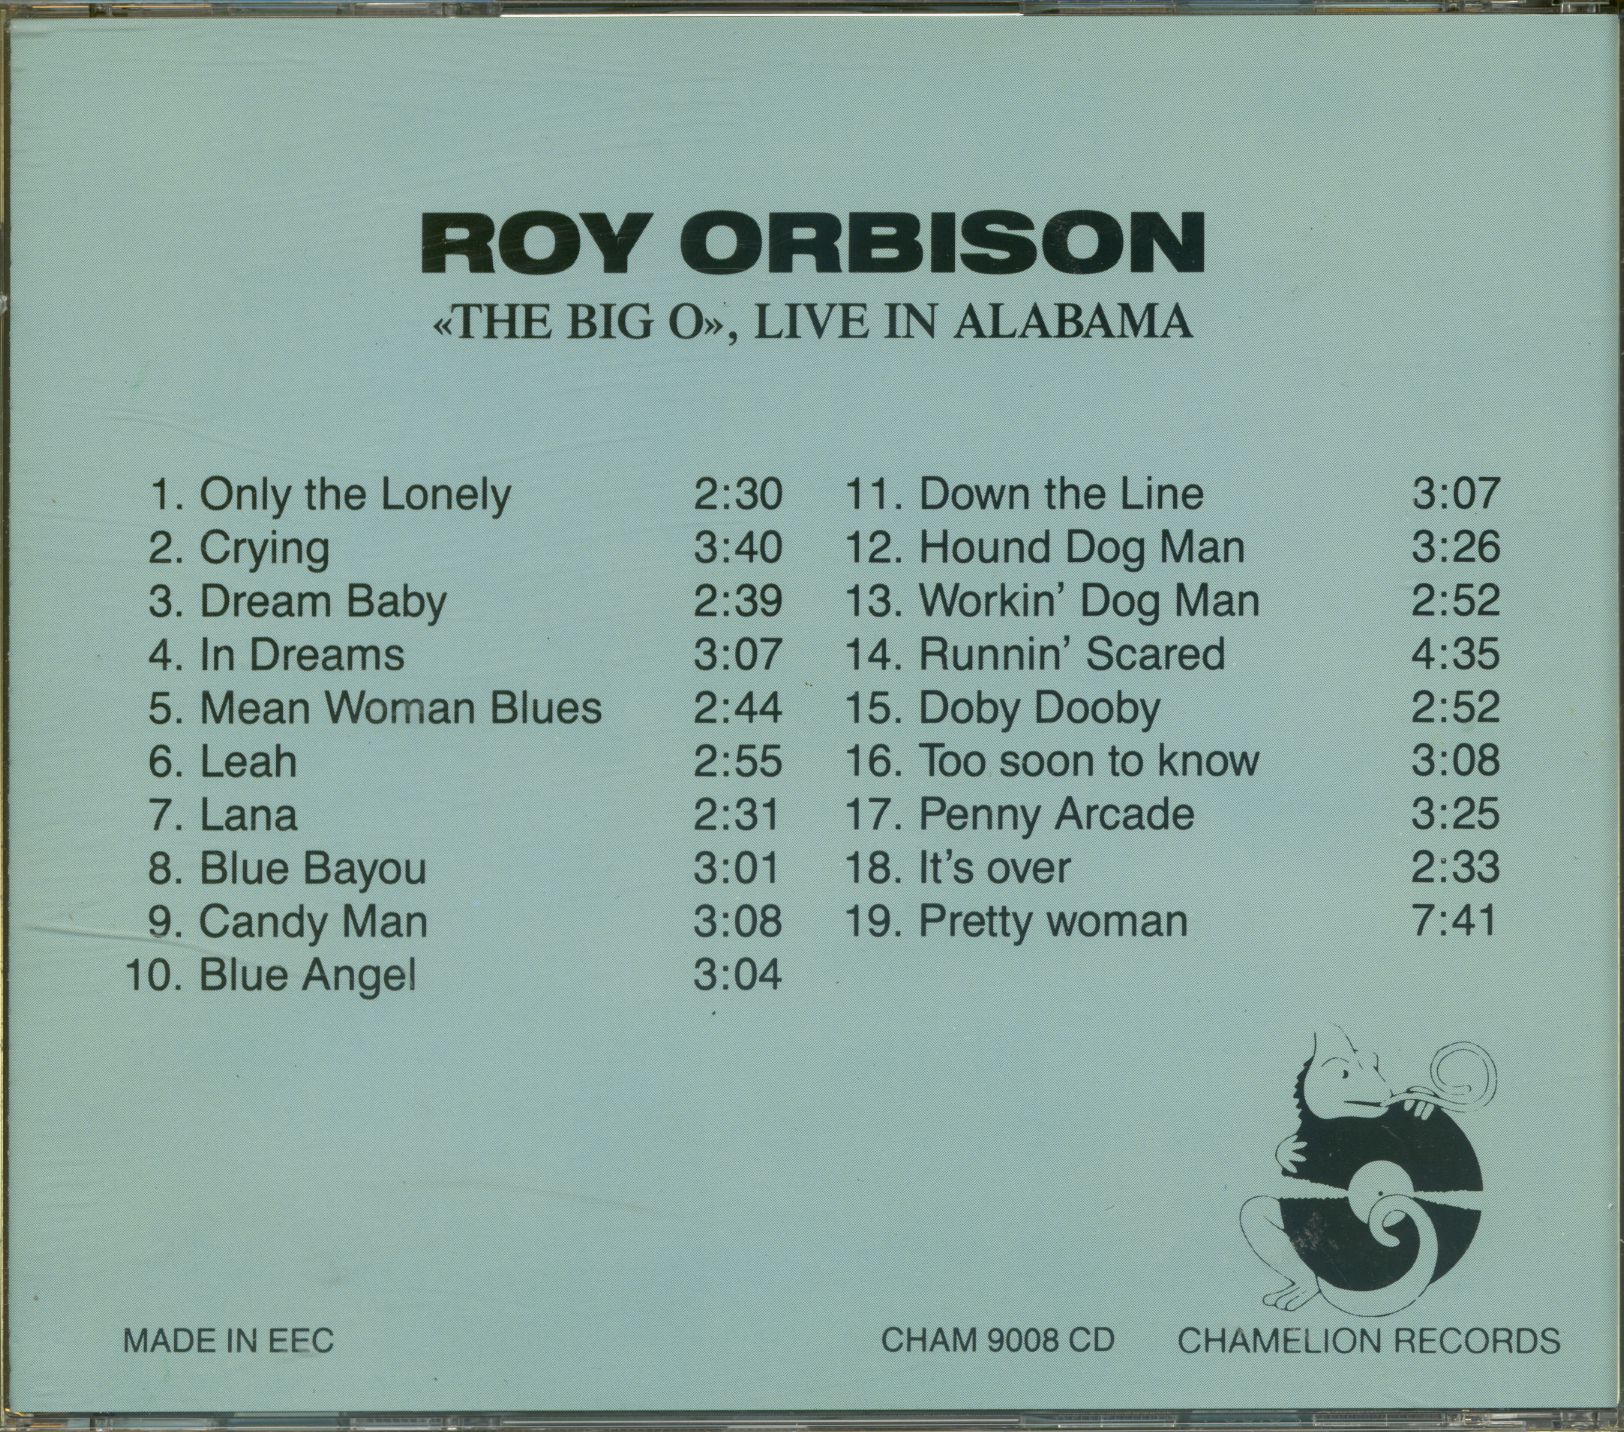 ROY ORBISON
«THE BIG O», LIVE IN ALABAMA
1. Only the Lonely 2:30
2. Crying 3:40
3. Dream Baby 2:39
4. In Dreams 3:07
5. Mean Woman Blues 2:44
6. Leah 2:55
7. Lana 2:31
8. Blue Bayou 3:01
9. Candy Man 3:08
10. Blue Angel 3:04
11. Down the Line 3:07
12. Hound Dog Man 3:26
13. Workin' Dog Man 2:52
14. Runnin' Scared 4:35
15. Doby Dooby 2:52
16. Too soon to know 3:08
17. Penny Arcade 3:25
18. It's over 2:33
19. Pretty woman 7:41
MADE IN EEC
CHAM 9008 CD
CHAMELION RECORDS